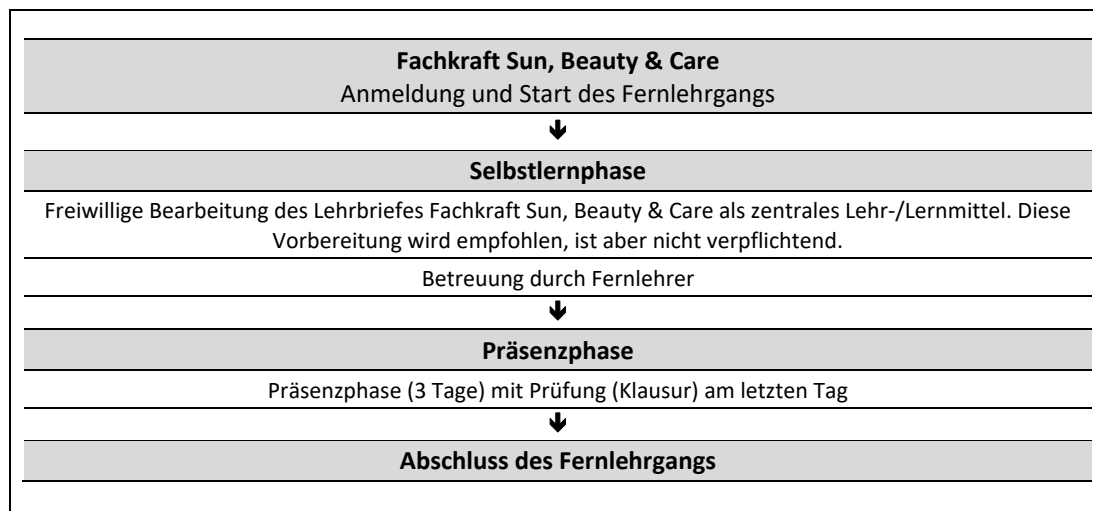 Fachkraft Sun, Beauty & Care
Anmeldung und Start des Fernlehrgangs
🡻
Selbstlernphase
Freiwillige Bearbeitung des Lehrbriefes Fachkraft Sun, Beauty & Care als zentrales Lehr-/Lernmittel. Diese
Vorbereitung wird empfohlen, ist aber nicht verpflichtend.
Betreuung durch Fernlehrer
🡻
Präsenzphase
Präsenzphase (3 Tage) mit Prüfung (Klausur) am letzten Tag
🡻
Abschluss des Fernlehrgangs